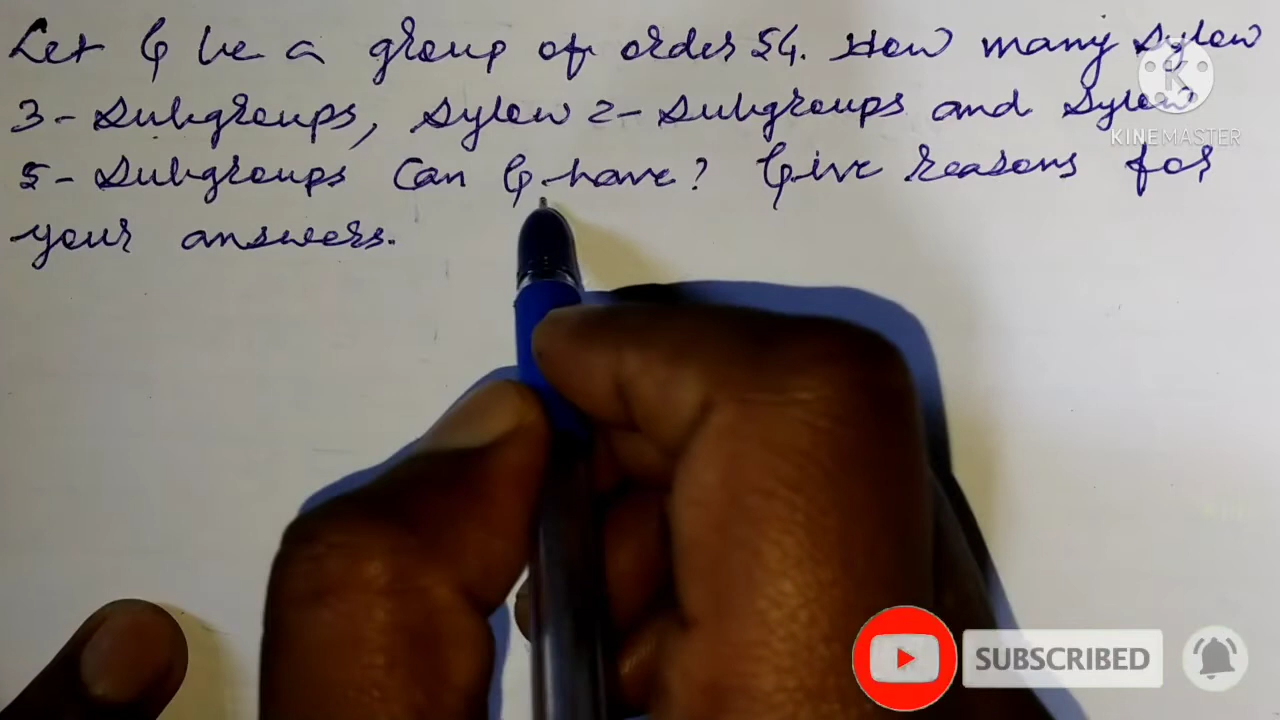 Let G be a group of order 54. How many Sylow
3- Subgroups, Sylow 2- Subgroups and Sylow
5- Subgroups Can G have? Give reasons for
your answers.
K
KINEMASTER
SUBSCRIBED